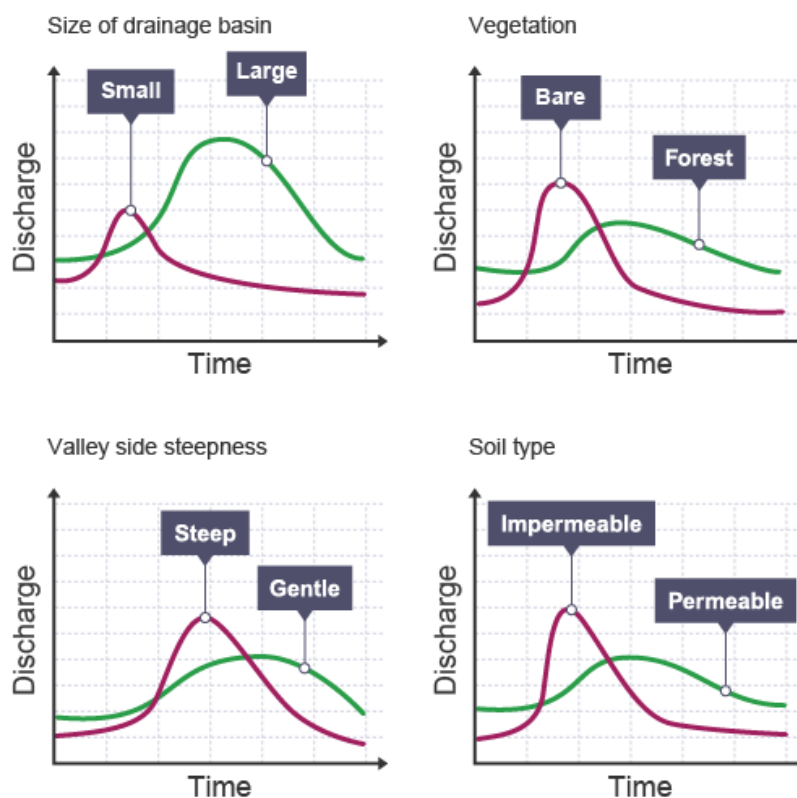 Size of drainage basin
Small
Large
Discharge
Time
Vegetation
Bare
Forest
Discharge
Time
Valley side steepness
Steep
Gentle
Discharge
Time
Soil type
Impermeable
Permeable
Discharge
Time